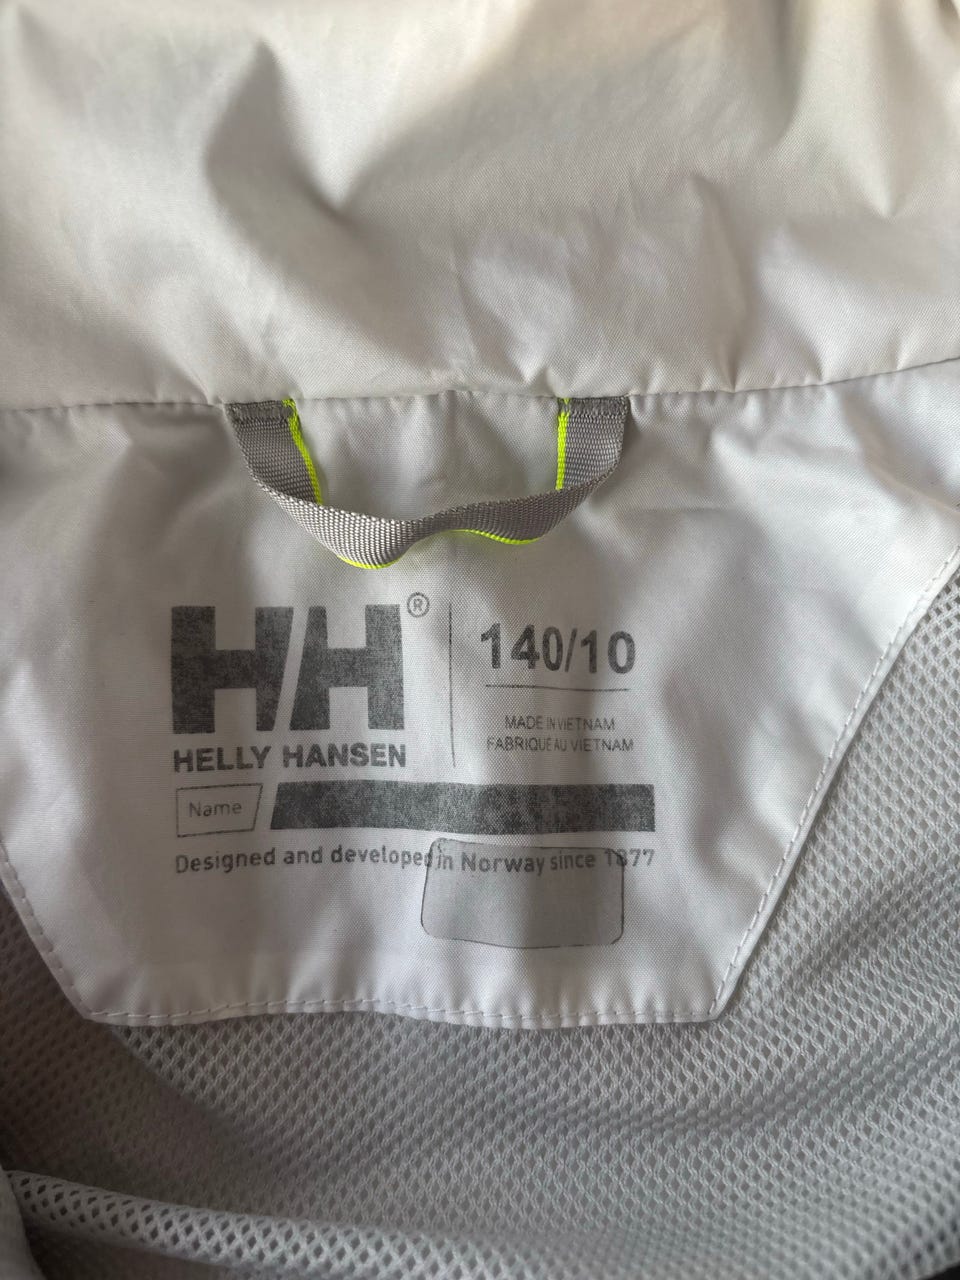 HH®
HELLY HANSEN
140/10
MADE IN VIETNAM
FABRIQUÉ AU VIETNAM
Name
Designed and developed in Norway since 1877